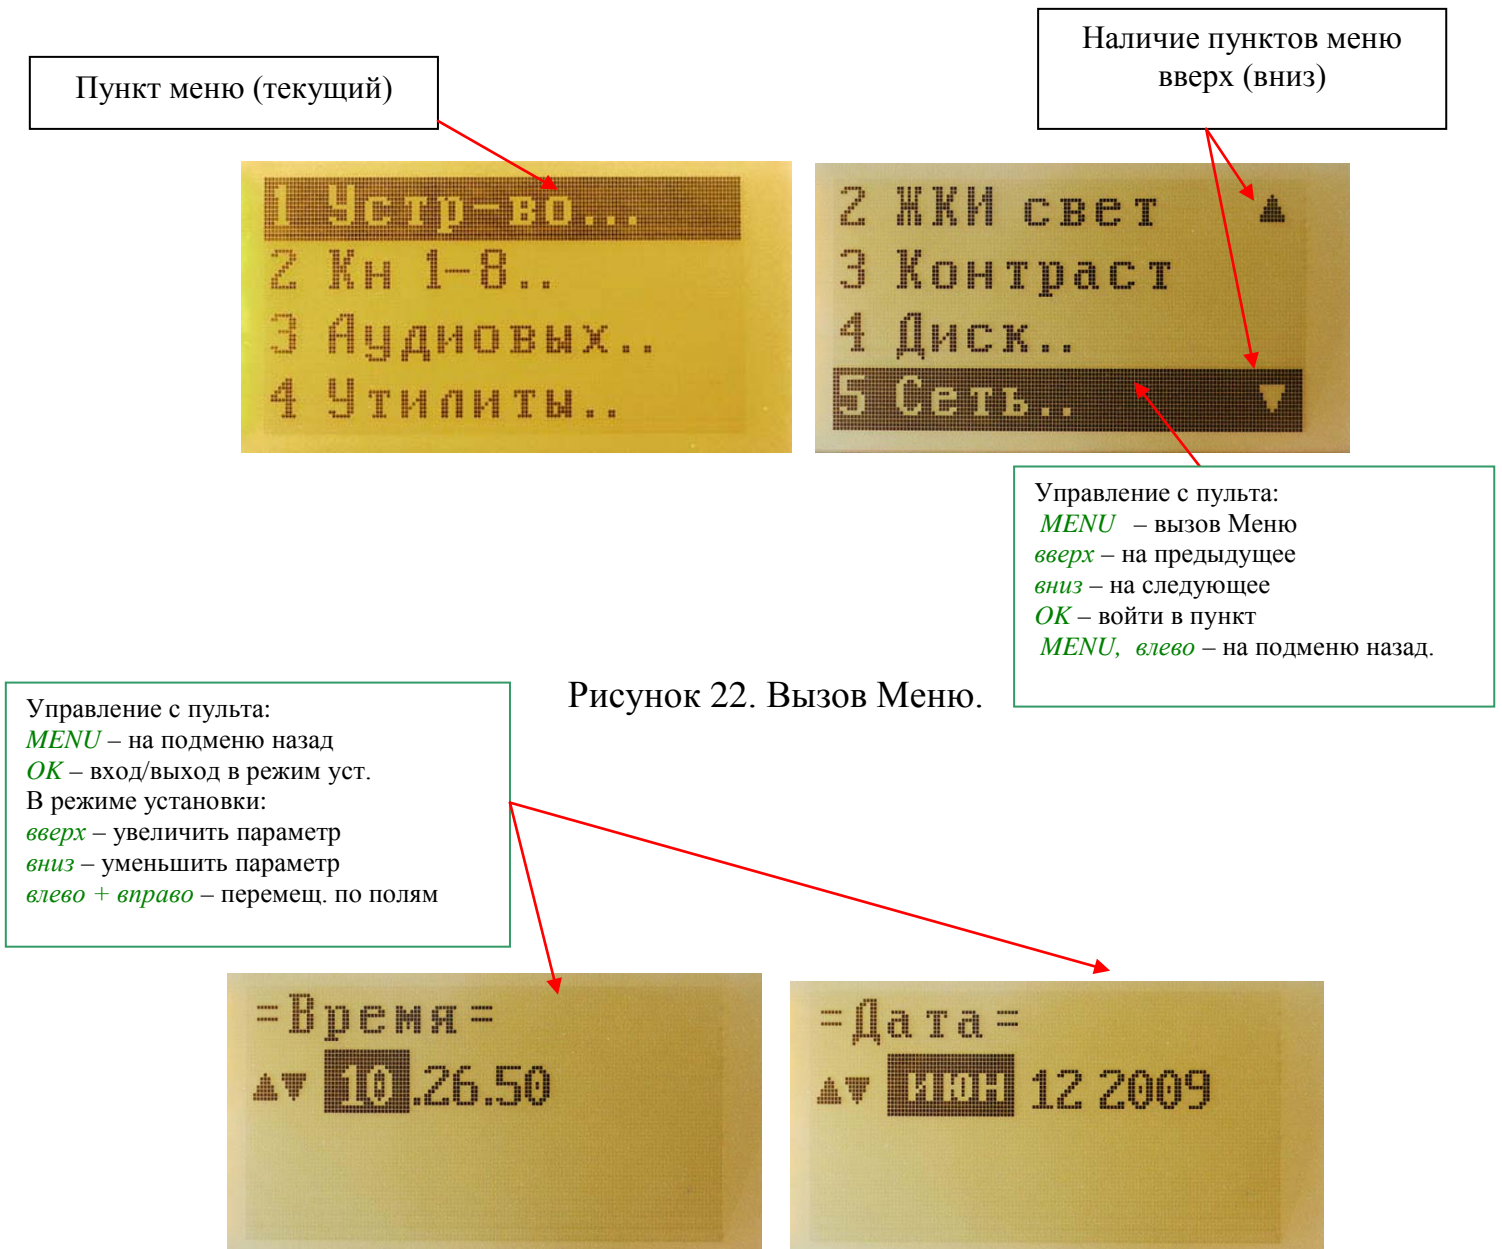 Пункт меню (текущий)
Наличие пунктов меню
вверх (вниз)
1 Устр-во...
2 Кн 1-8..
3 Аудиовых..
4 Утилиты..
2 ЖКИ свет ▲
3 Контраст
4 Диск..
5 Сеть.. ▼
Управление с пульта:
MENU – вызов Меню
вверх – на предыдущее
вниз – на следующее
OK – войти в пункт
MENU, влево – на подменю назад.
Рисунок 22. Вызов Меню.
Управление с пульта:
MENU – на подменю назад
OK – вход/выход в режим уст.
В режиме установки:
вверх – увеличить параметр
вниз – уменьшить параметр
влево + вправо – перемещ. по полям
=Время=
▲▼ 10.26.50
=Дата=
▲▼ июн 12 2009